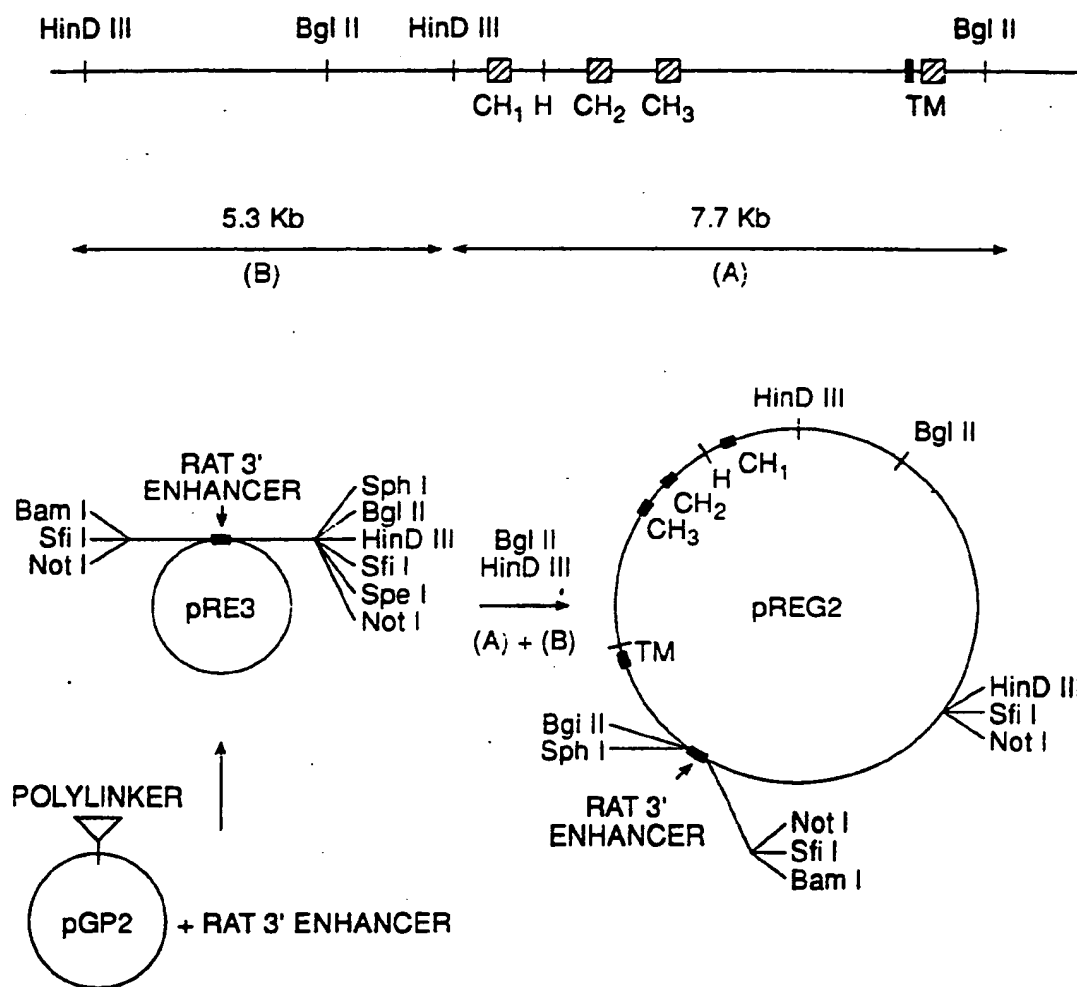 HinD III Bgl II HinD III Bgl II
CH1 H CH2 CH3 TM
5.3 Kb 7.7 Kb
(B) (A)
RAT 3'
ENHANCER
Bam I
Sfi I
Not I
Sph I
Bgl II
HinD III
Sfi I
Spe I
Not I
pRE3
Bgl II
HinD III
(A) + (B)
HinD III
Bgl II
CH1
H
CH2
CH3
pREG2
TM
Bgi II
Sph I
RAT 3'
ENHANCER
HinD II
Sfi I
Not I
Not I
Sfi I
Bam I
POLYLINKER
pGP2 + RAT 3' ENHANCER